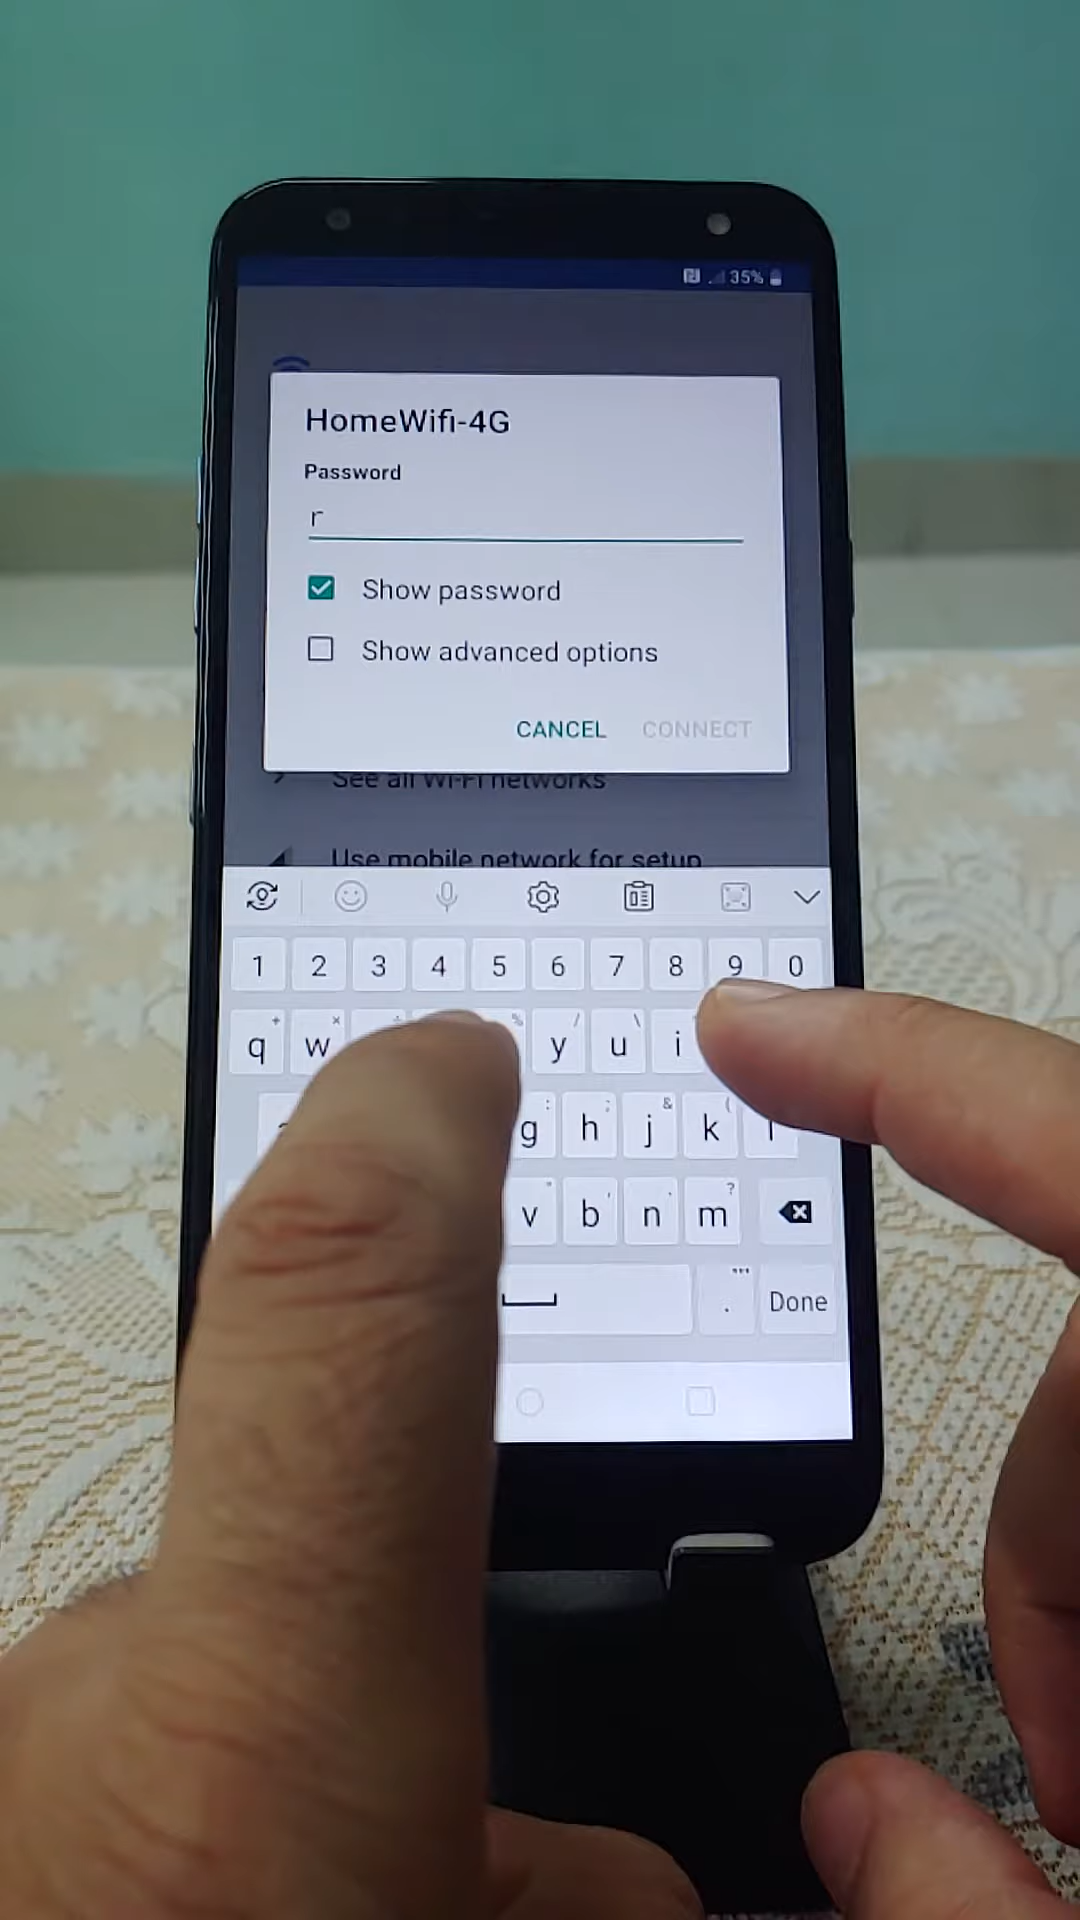 35%
HomeWifi-4G
Password
r
Show password
Show advanced options
CANCEL CONNECT
See all Wi-Fi networks
Use mobile network for setup
1 2 3 4 5 6 7 8 9 0
q w y u i
g h j k l
v b n m
. Done